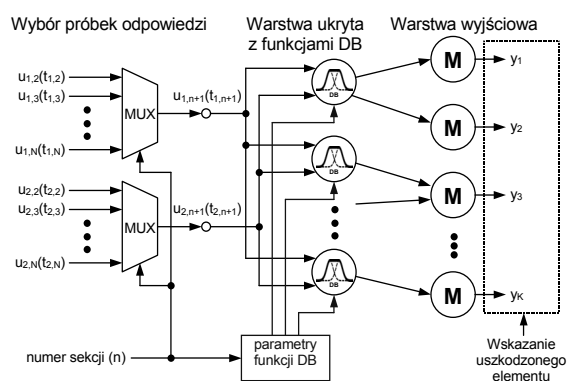 Wybór próbek odpowiedzi
Warstwa ukryta
z funkcjami DB
Warstwa wyjściowa
u1,2(t1,2)
u1,3(t1,3)
u1,N(t1,N)
MUX
u1,n+1(t1,n+1)
u2,2(t2,2)
u2,3(t2,3)
u2,N(t2,N)
MUX
u2,n+1(t2,n+1)
DB
DB
DB
M
M
M
M
y1
y2
y3
yK
numer sekcji (n)
parametry
funkcji DB
Wskazanie
uszkodzonego
elementu